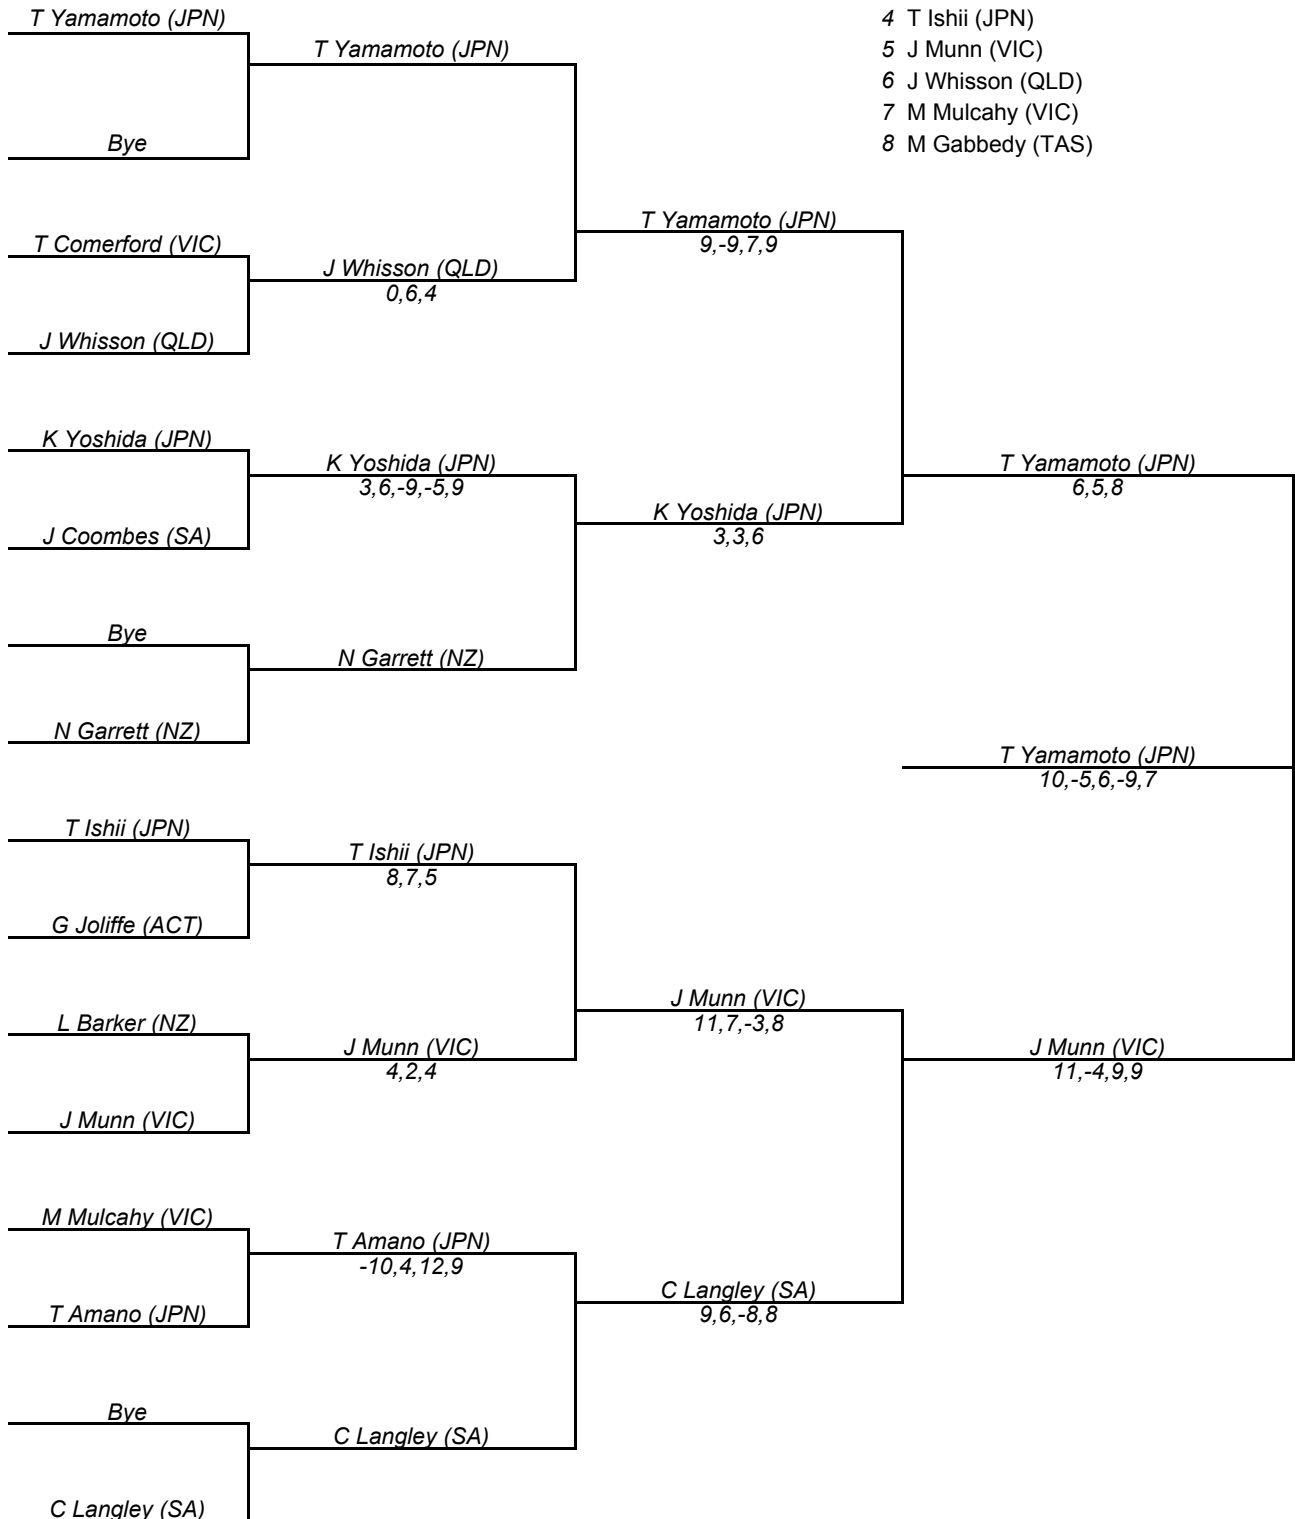 T Yamamoto (JPN)
4 T Ishii (JPN)
T Yamamoto (JPN)
5 J Munn (VIC)
6 J Whisson (QLD)
7 M Mulcahy (VIC)
Bye
8 M Gabbedy (TAS)
T Yamamoto (JPN)
9,-9,7,9
T Comerford (VIC)
J Whisson (QLD)
0,6,4
J Whisson (QLD)
K Yoshida (JPN)
K Yoshida (JPN)
3,6,-9,-5,9
T Yamamoto (JPN)
6,5,8
K Yoshida (JPN)
3,3,6
J Coombes (SA)
Bye
N Garrett (NZ)
N Garrett (NZ)
T Yamamoto (JPN)
10,-5,6,-9,7
T Ishii (JPN)
T Ishii (JPN)
8,7,5
G Joliffe (ACT)
J Munn (VIC)
11,7,-3,8
L Barker (NZ)
J Munn (VIC)
4,2,4
J Munn (VIC)
11,-4,9,9
J Munn (VIC)
M Mulcahy (VIC)
T Amano (JPN)
-10,4,12,9
C Langley (SA)
9,6,-8,8
T Amano (JPN)
Bye
C Langley (SA)
C Langley (SA)